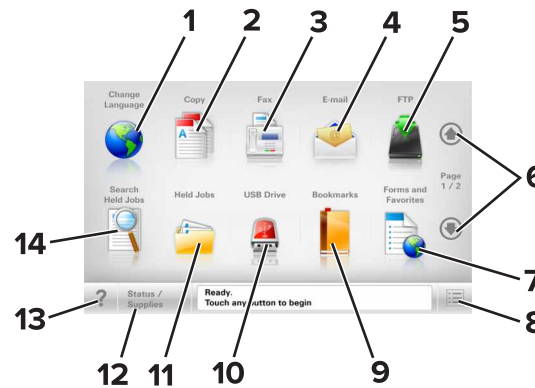 1 2 3 4 5
Change
Language
Copy
Fax
E-mail
FTP
6
Page
1 / 2
Search
Held Jobs
Held Jobs
USB Drive
Bookmarks
Forms and
Favorites
14
7
?
Status /
Supplies
Ready.
Touch any button to begin
8
13
12
11
10
9